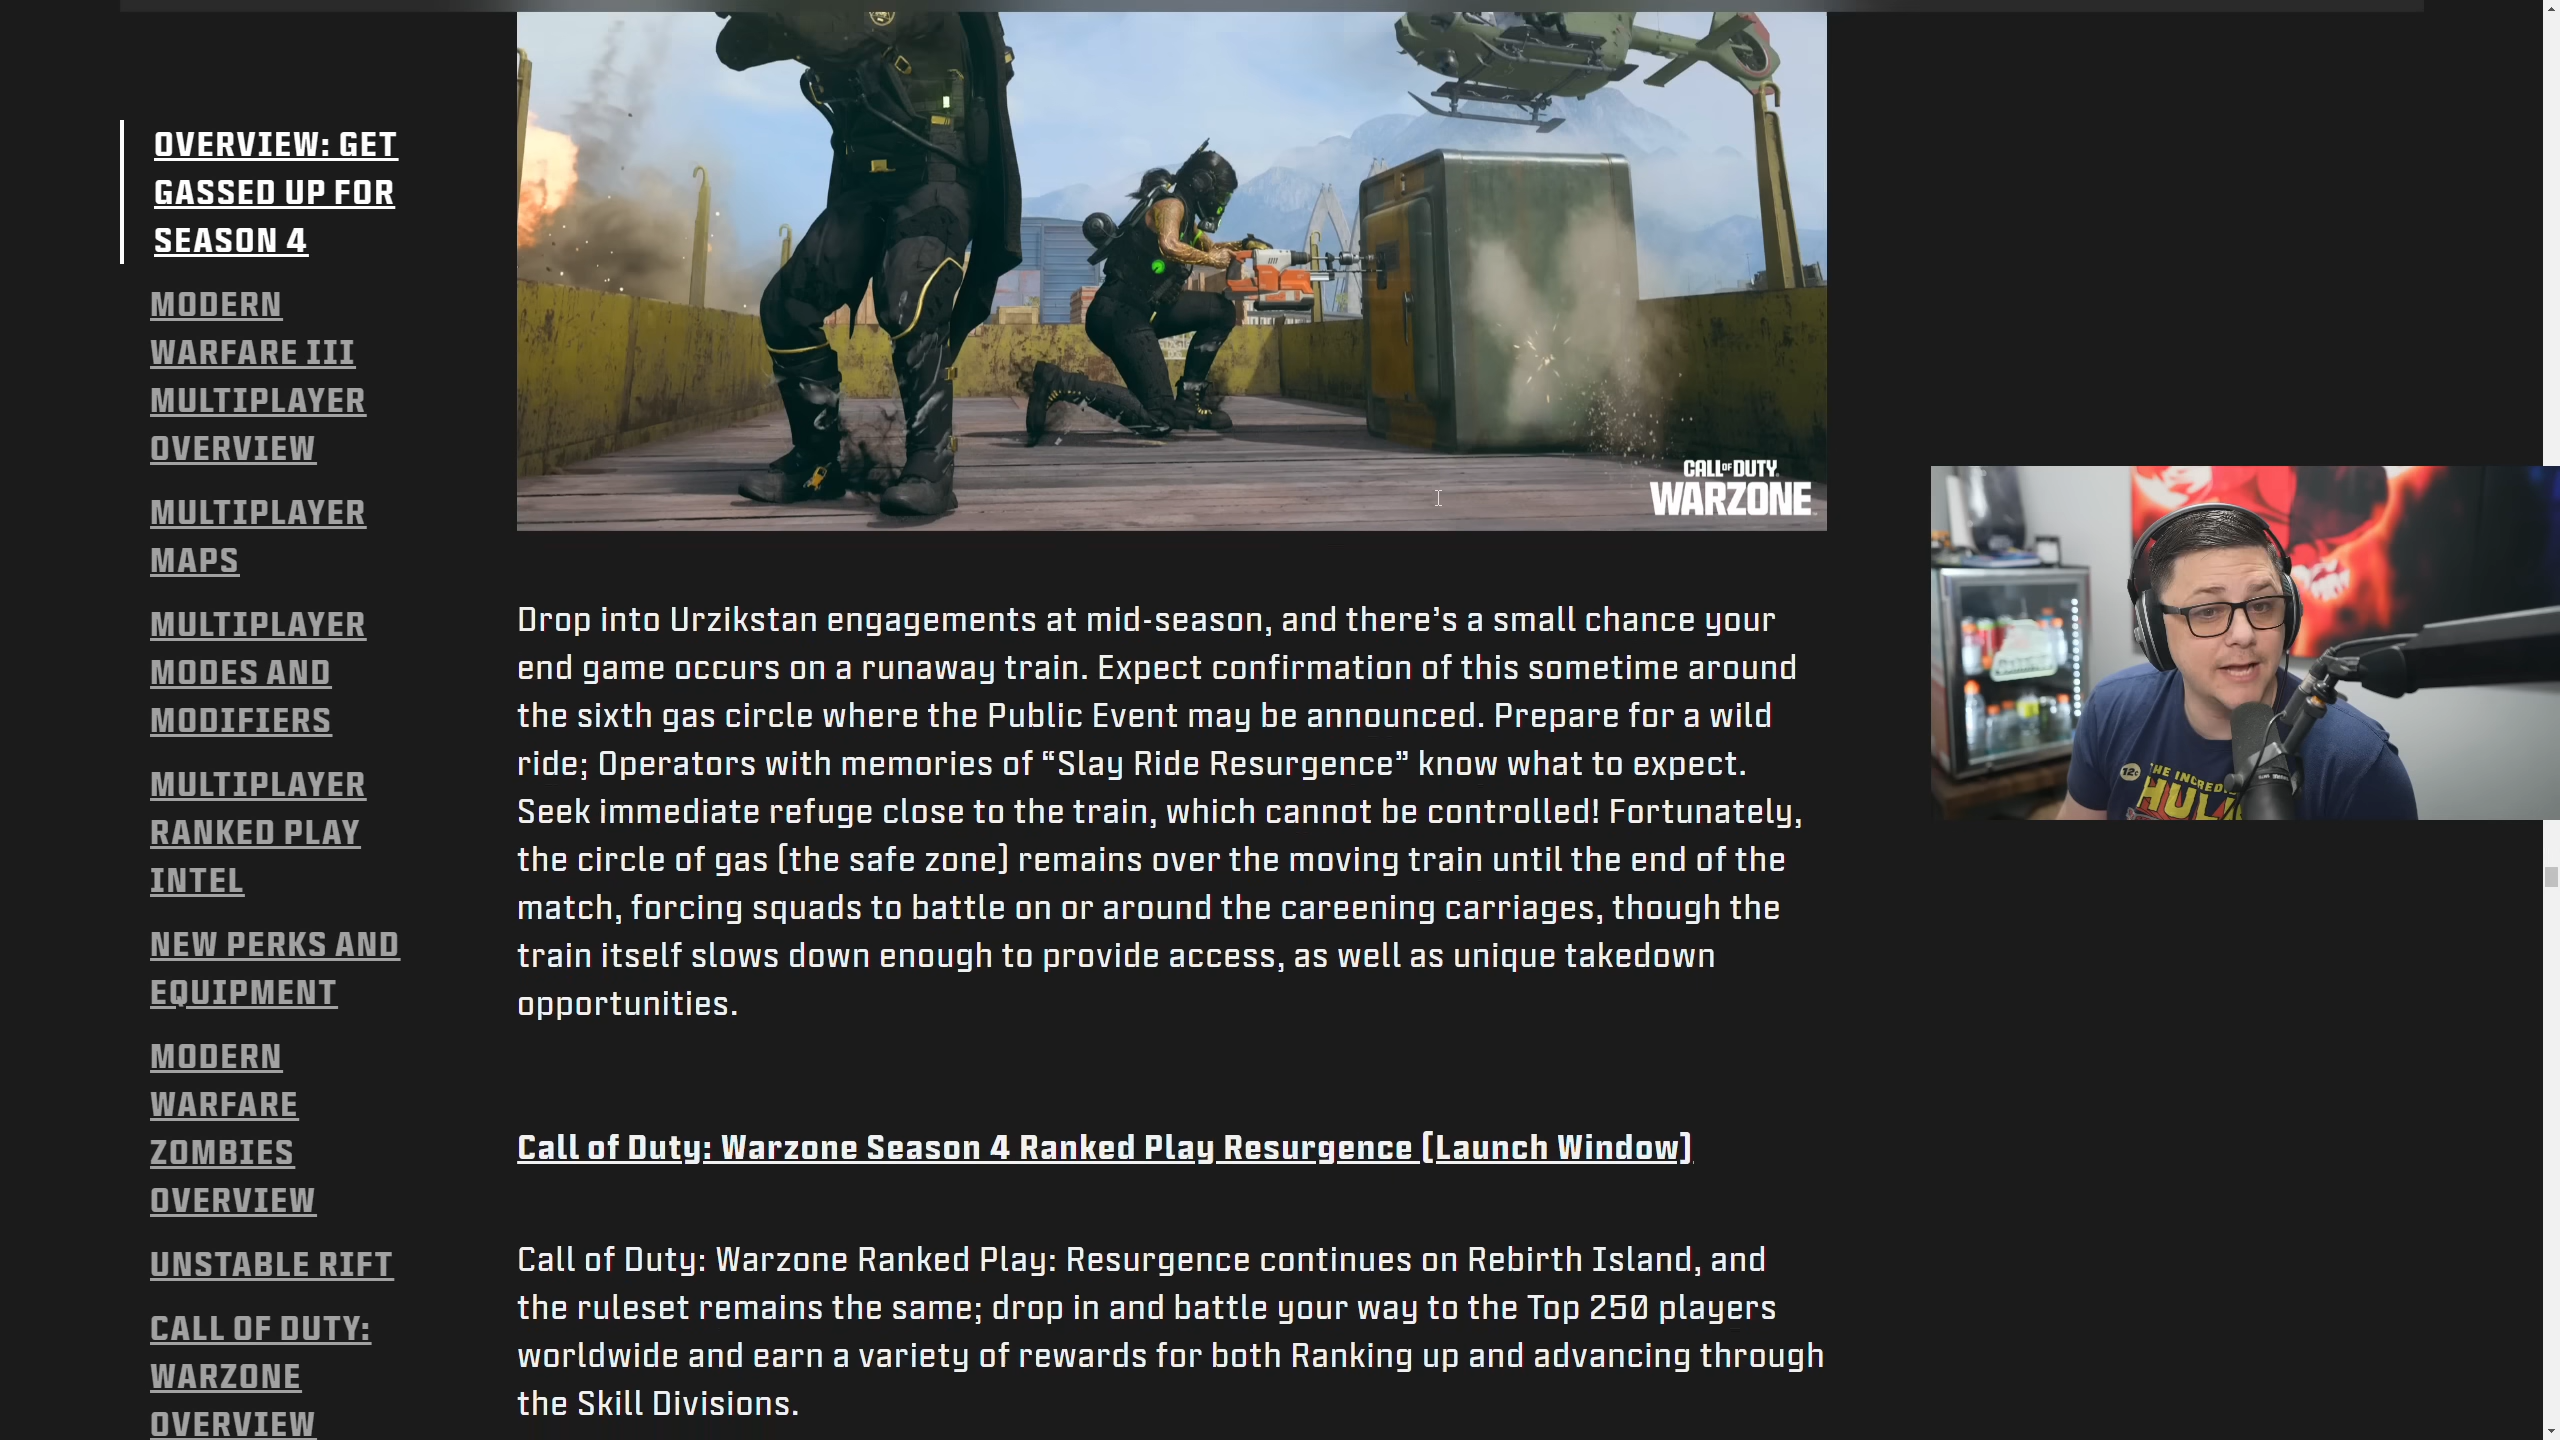 OVERVIEW: GET
GASSED UP FOR
SEASON 4
MODERN
WARFARE III
MULTIPLAYER
OVERVIEW
MULTIPLAYER
MAPS
MULTIPLAYER
MODES AND
MODIFIERS
MULTIPLAYER
RANKED PLAY
INTEL
NEW PERKS AND
EQUIPMENT
MODERN
WARFARE
ZOMBIES
OVERVIEW
UNSTABLE RIFT
CALL OF DUTY:
WARZONE
OVERVIEW
CALL OF DUTY
WARZONE
Drop into Urzikstan engagements at mid-season, and there’s a small chance your
end game occurs on a runaway train. Expect confirmation of this sometime around
the sixth gas circle where the Public Event may be announced. Prepare for a wild
ride; Operators with memories of “Slay Ride Resurgence” know what to expect.
Seek immediate refuge close to the train, which cannot be controlled! Fortunately,
the circle of gas (the safe zone) remains over the moving train until the end of the
match, forcing squads to battle on or around the careening carriages, though the
train itself slows down enough to provide access, as well as unique takedown
opportunities.
Call of Duty: Warzone Season 4 Ranked Play Resurgence (Launch Window)
Call of Duty: Warzone Ranked Play: Resurgence continues on Rebirth Island, and
the ruleset remains the same; drop in and battle your way to the Top 250 players
worldwide and earn a variety of rewards for both Ranking up and advancing through
the Skill Divisions.
12¢
THE
HUL